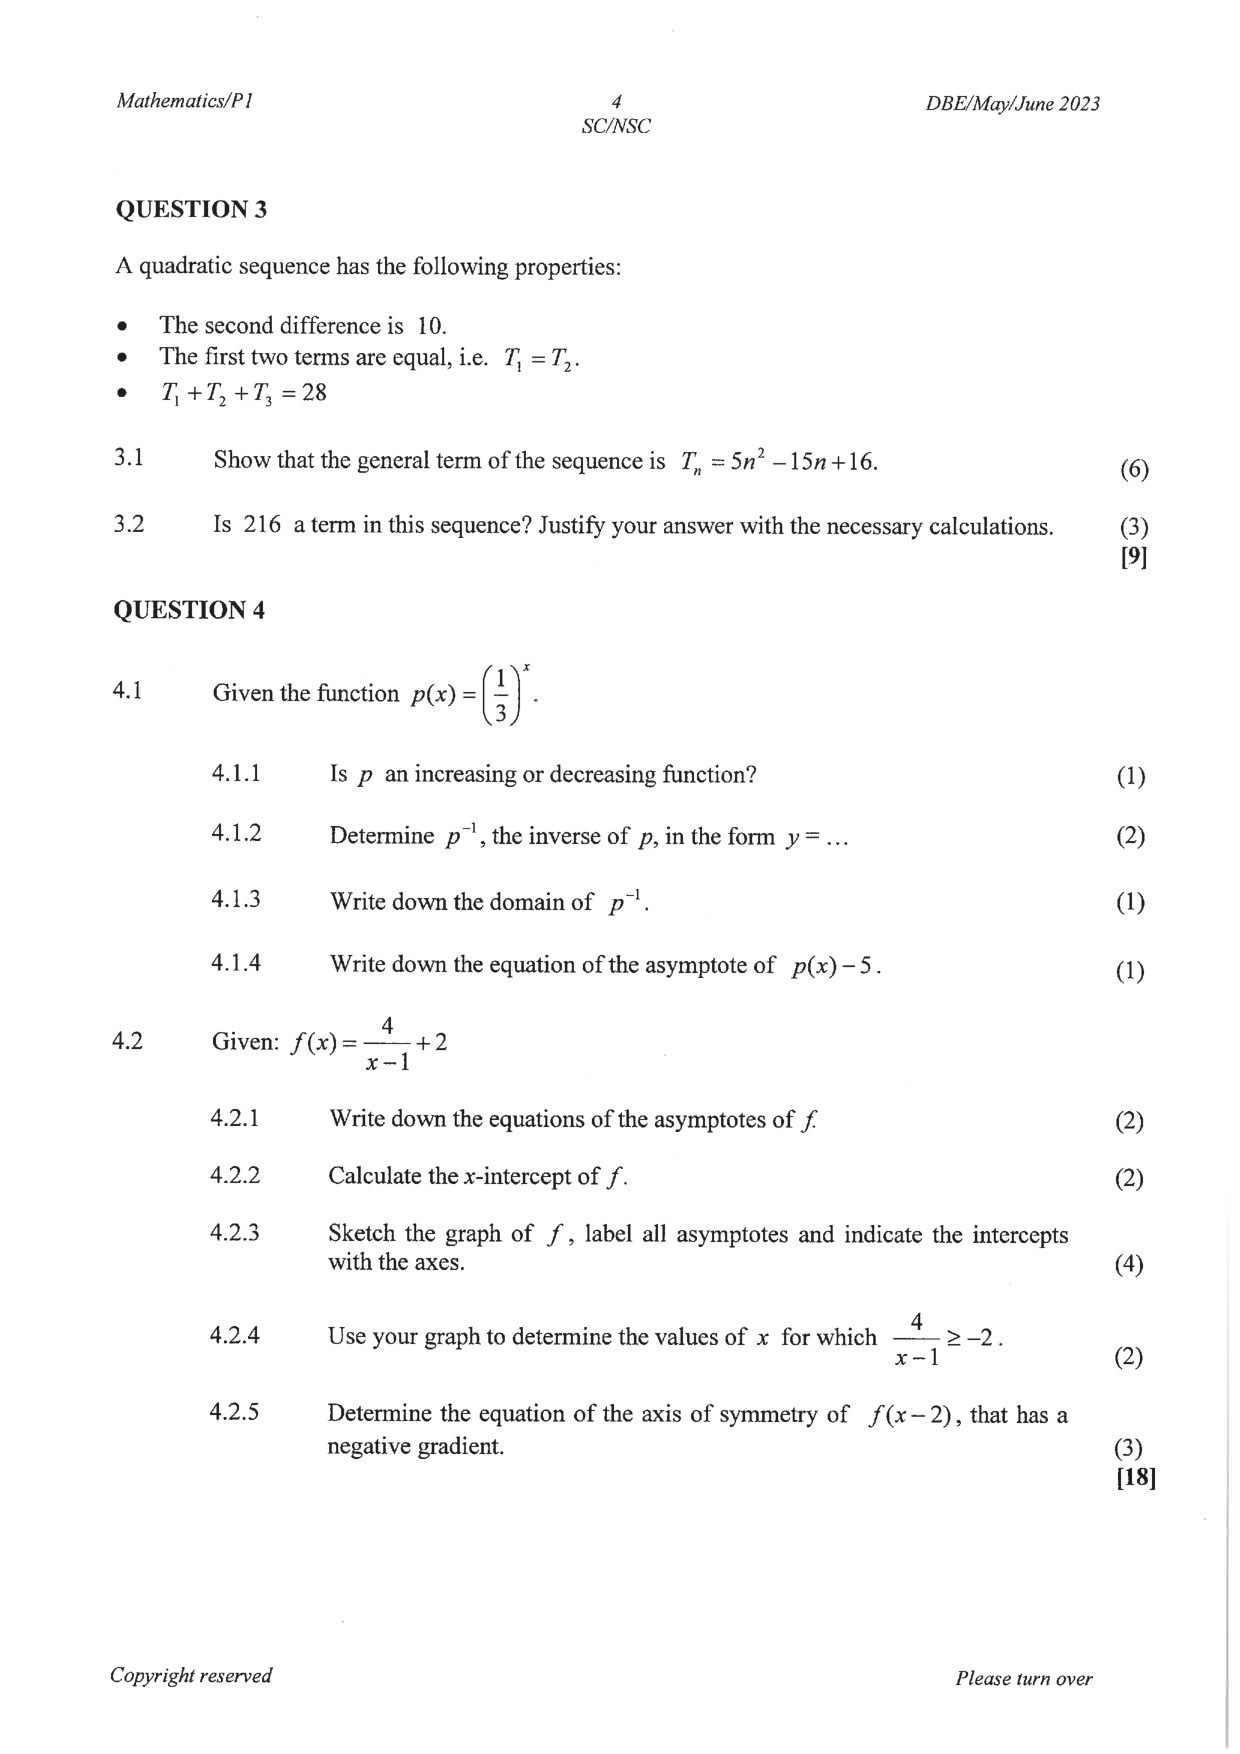 Mathematics/P1 4 DBE/May/June 2023
SC/NSC
QUESTION 3
A quadratic sequence has the following properties:
• The second difference is 10.
• The first two terms are equal, i.e. T₁ = T₂.
• T₁ + T₂ + T₃ = 28
3.1 Show that the general term of the sequence is Tₙ = 5n² − 15n + 16. (6)
3.2 Is 216 a term in this sequence? Justify your answer with the necessary calculations. (3)
[9]
QUESTION 4
4.1 Given the function p(x) = (1/3)ˣ.
4.1.1 Is p an increasing or decreasing function? (1)
4.1.2 Determine p⁻¹, the inverse of p, in the form y = ... (2)
4.1.3 Write down the domain of p⁻¹. (1)
4.1.4 Write down the equation of the asymptote of p(x) − 5. (1)
4.2 Given: f(x) = 4/(x − 1) + 2
4.2.1 Write down the equations of the asymptotes of f. (2)
4.2.2 Calculate the x-intercept of f. (2)
4.2.3 Sketch the graph of f, label all asymptotes and indicate the intercepts
with the axes. (4)
4.2.4 Use your graph to determine the values of x for which 4/(x − 1) ≥ −2. (2)
4.2.5 Determine the equation of the axis of symmetry of f(x − 2), that has a
negative gradient. (3)
[18]
Copyright reserved Please turn over